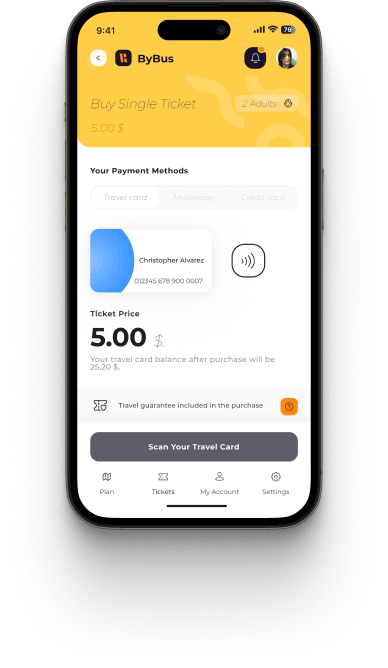 9:41
76
ByBus
Buy Single Ticket
2 Adults
5.00 $
Your Payment Methods
Travel card
Mobilepay
Credit card
Christopher Alvarez
012345 678 900 0007
Ticket Price
5.00 $.
Your travel card balance after purchase will be
25,20 $.
Travel guarantee included in the purchase
?
Scan Your Travel Card
Plan
Tickets
My Account
Settings